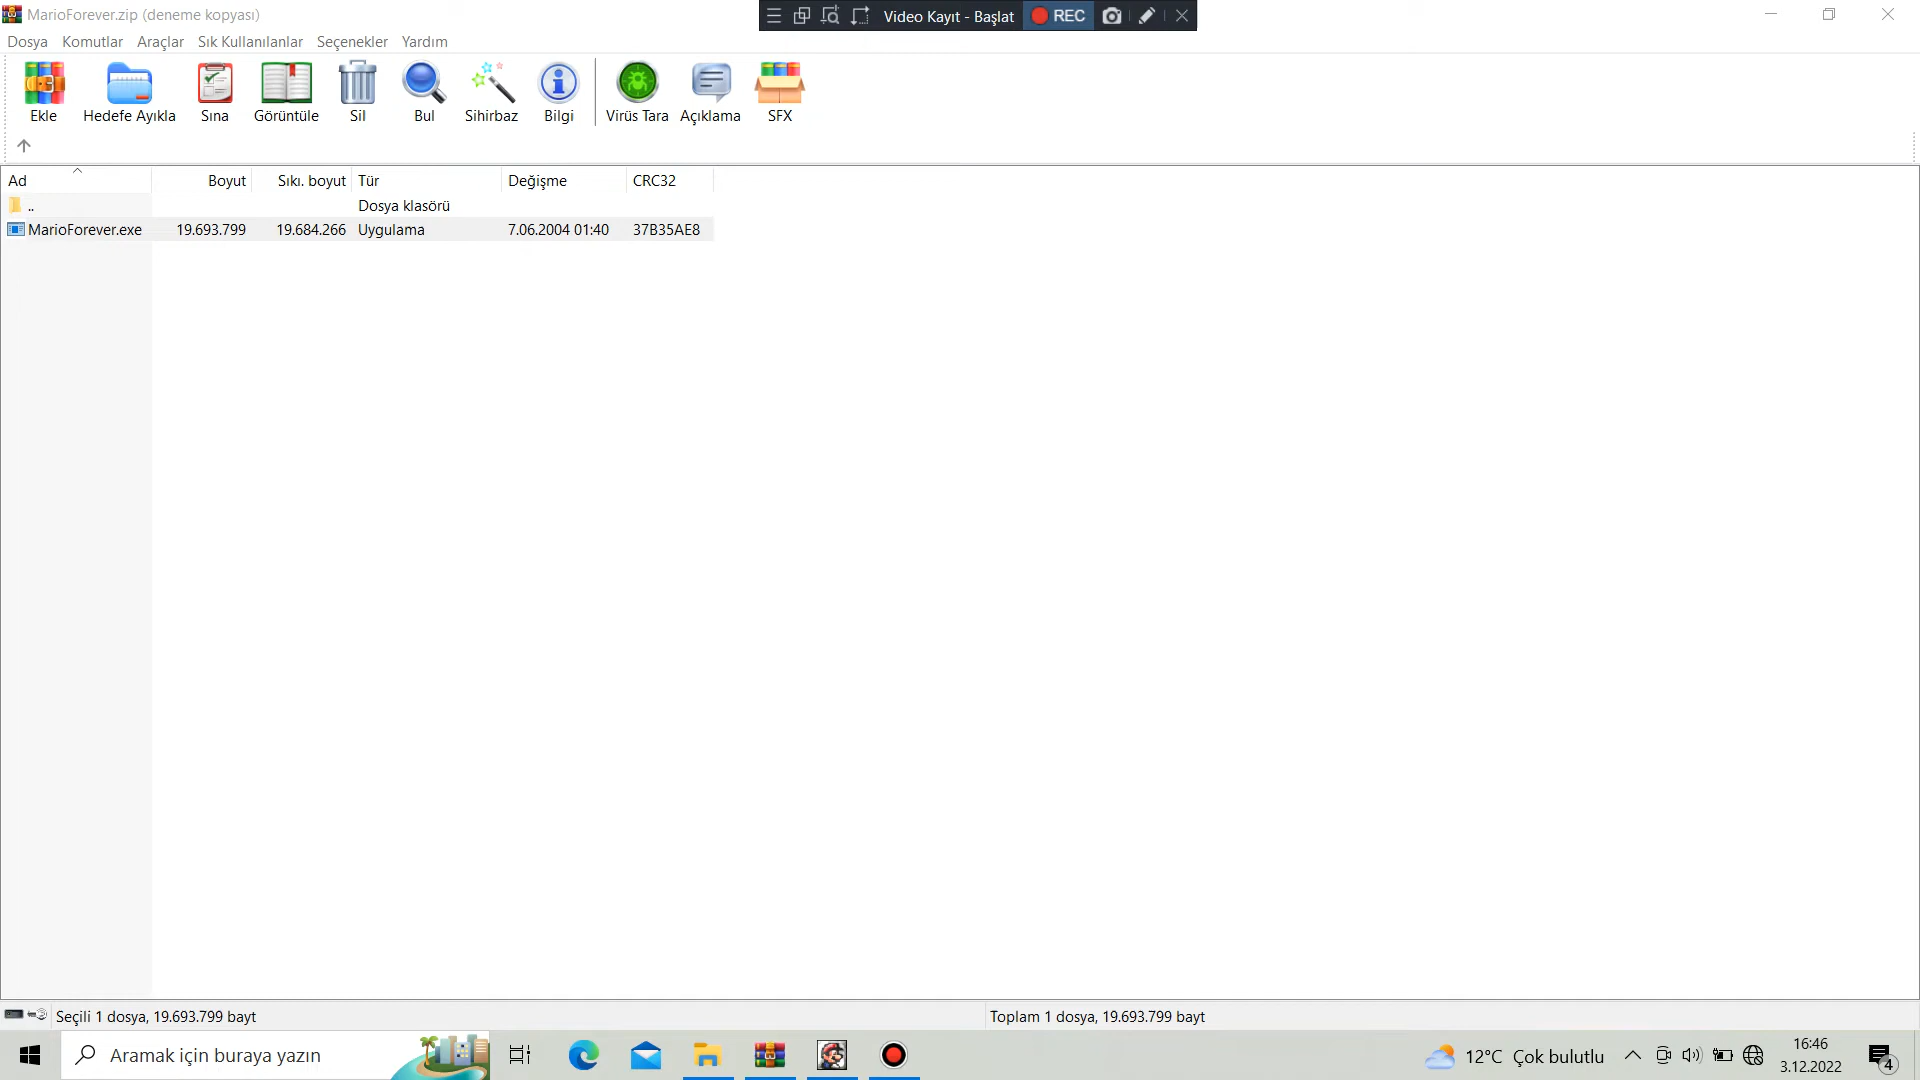 MarioForever.zip (deneme kopyası)
Video Kayıt - Başlat REC
Dosya Komutlar Araçlar Sık Kullanılanlar Seçenekler Yardım
Ekle Hedefe Ayıkla Sına Görüntüle Sil Bul Sihirbaz Bilgi Virüs Tara Açıklama SFX
Ad Boyut Sıkı. boyut Tür Değişme CRC32
.. Dosya klasörü
MarioForever.exe 19.693.799 19.684.266 Uygulama 7.06.2004 01:40 37B35AE8
Seçili 1 dosya, 19.693.799 bayt Toplam 1 dosya, 19.693.799 bayt
Aramak için buraya yazın 12°C Çok bulutlu 16:46
3.12.2022 4